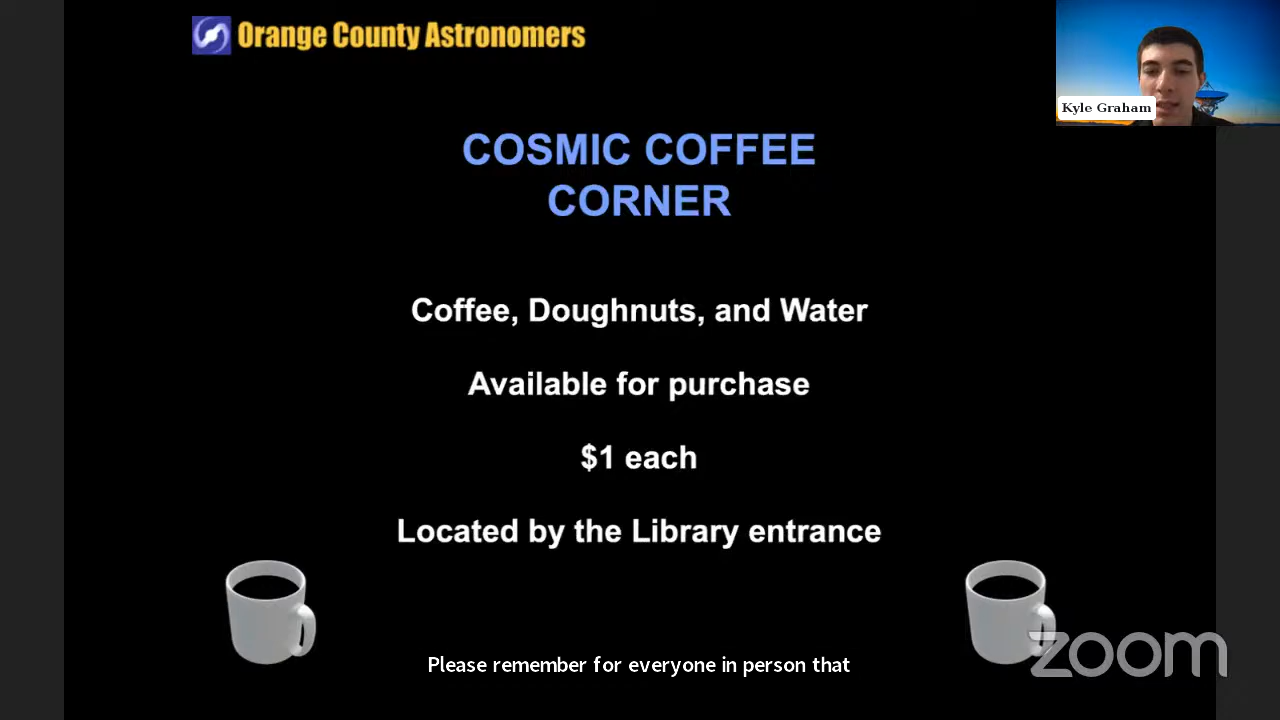 Orange County Astronomers
Kyle Graham
COSMIC COFFEE
CORNER
Coffee, Doughnuts, and Water
Available for purchase
$1 each
Located by the Library entrance
Please remember for everyone in person that
zoom